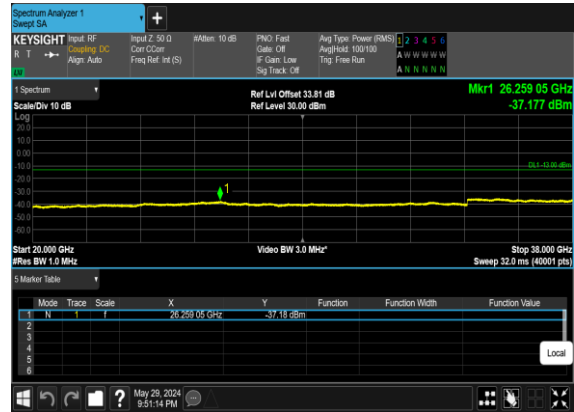 Spectrum Analyzer 1
Swept SA
+
KEYSIGHT Input: RF Input Z: 50 Ω #Atten: 10 dB PNO: Fast Avg Type: Power (RMS) 1 2 3 4 5 6
R T Coupling: DC Corr CCorr Gate: Off Avg|Hold: 100/100 A W W W W W
Align: Auto Freq Ref: Int (S) IF Gain: Low Trig: Free Run
LW Sig Track: Off A N N N N N
1 Spectrum Ref Lvl Offset 33.81 dB Mkr1 26.259 05 GHz
Scale/Div 10 dB Ref Level 30.00 dBm -37.177 dBm
Log
20.0
10.0
0.00
-10.0 DL1 -13.00 dBm
-20.0
-30.0 1
-40.0
-50.0
-60.0
Start 20.000 GHz Video BW 3.0 MHz* Stop 38.000 GHz
#Res BW 1.0 MHz Sweep 32.0 ms (40001 pts)
5 Marker Table
Mode Trace Scale X Y Function Function Width Function Value
1 N 1 f 26.259 05 GHz -37.18 dBm
2
3
4
5
6
Local
? May 29, 2024
9:51:14 PM